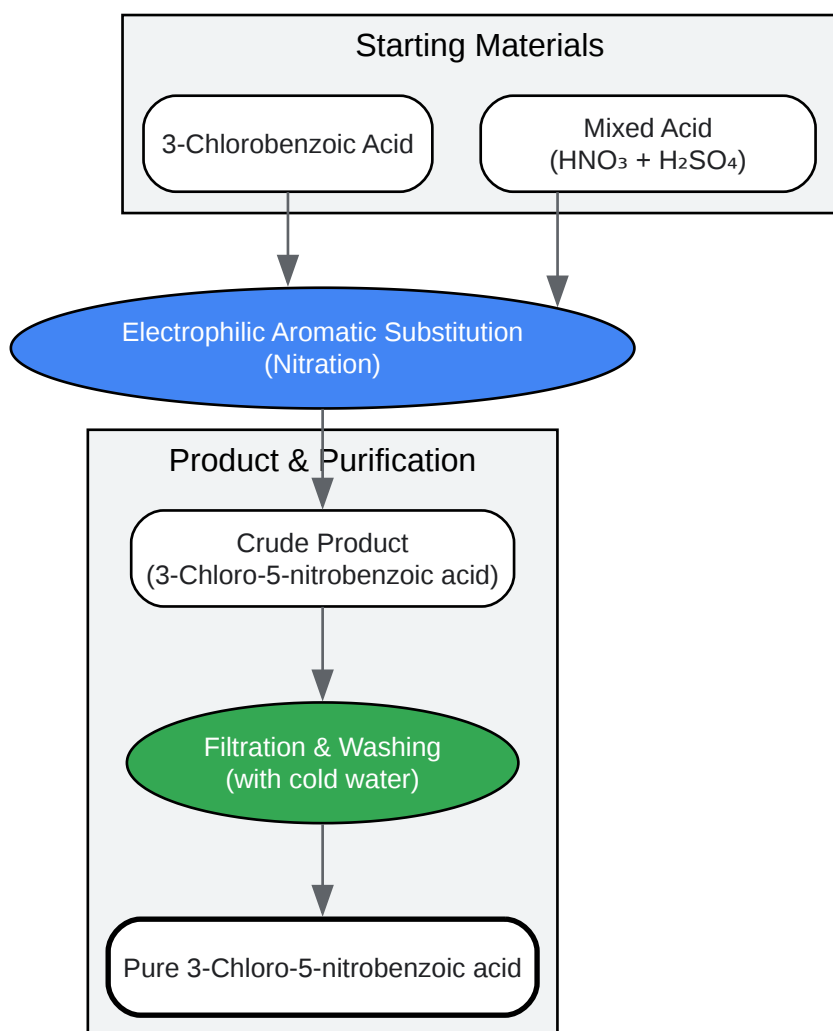 Starting Materials
3-Chlorobenzoic Acid
Mixed Acid
(HNO₃ + H₂SO₄)
Electrophilic Aromatic Substitution
(Nitration)
Product & Purification
Crude Product
(3-Chloro-5-nitrobenzoic acid)
Filtration & Washing
(with cold water)
Pure 3-Chloro-5-nitrobenzoic acid